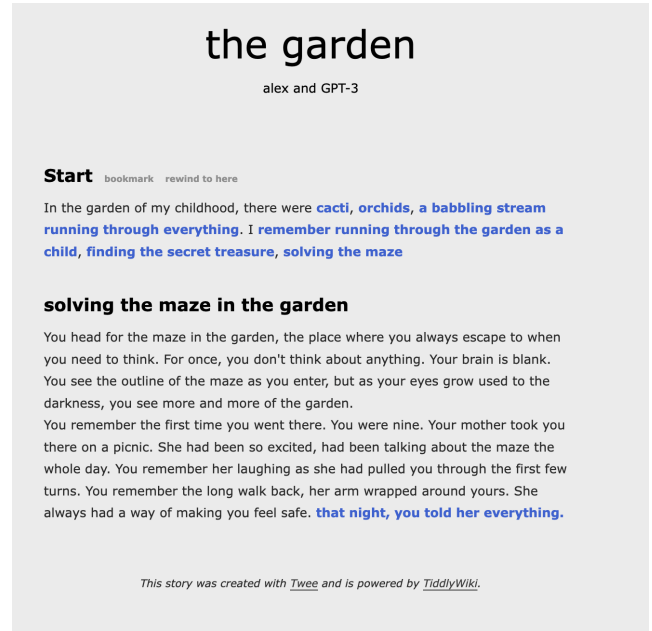 the garden
alex and GPT-3
Start bookmark rewind to here
In the garden of my childhood, there were cacti, orchids, a babbling stream
running through everything. I remember running through the garden as a
child, finding the secret treasure, solving the maze
solving the maze in the garden
You head for the maze in the garden, the place where you always escape to when
you need to think. For once, you don't think about anything. Your brain is blank.
You see the outline of the maze as you enter, but as your eyes grow used to the
darkness, you see more and more of the garden.
You remember the first time you went there. You were nine. Your mother took you
there on a picnic. She had been so excited, had been talking about the maze the
whole day. You remember her laughing as she had pulled you through the first few
turns. You remember the long walk back, her arm wrapped around yours. She
always had a way of making you feel safe. that night, you told her everything.
This story was created with Twee and is powered by TiddlyWiki.